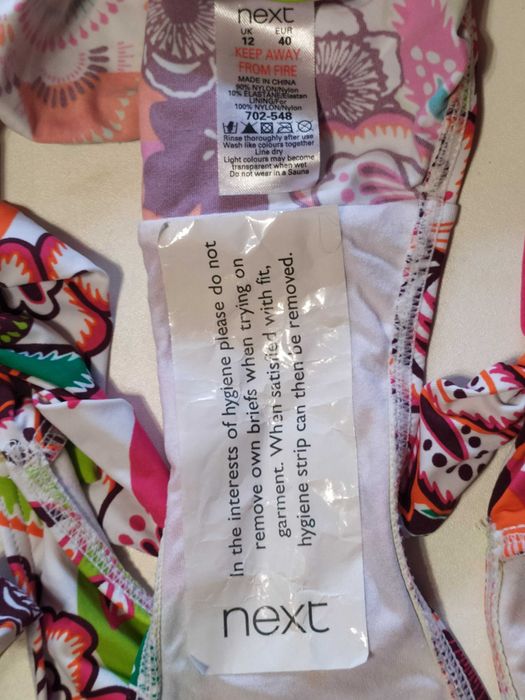 next
UK EUR
12 40
KEEP AWAY
FROM FIRE
MADE IN CHINA
90% NYLON/Nylon
10% ELASTANE/Elastan
LINING/For
100% NYLON/Nylon
702-548
Rinse thoroughly after use
Wash like colours together
Line dry
Light colours may become
transparent when wet
Do not wear in a Sauna
In the interests of hygiene please do not
remove own briefs when trying on
garment. When satisfied with fit,
hygiene strip can then be removed.
next